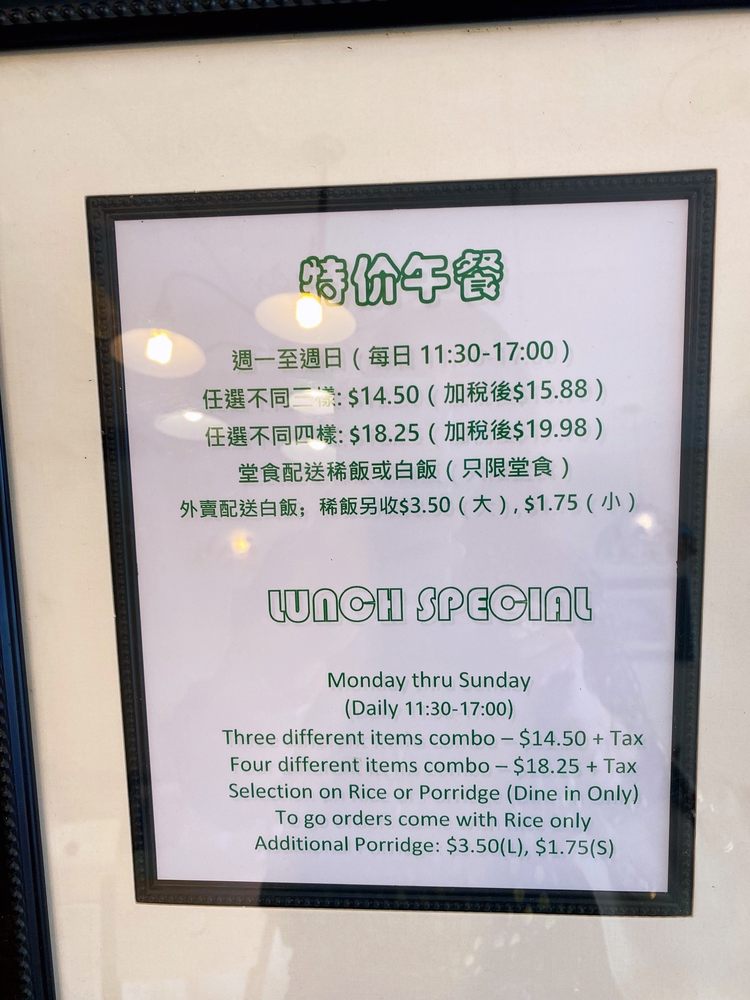 特价午餐
週一至週日（每日 11:30-17:00）
任選不同三樣: $14.50（加稅後$15.88）
任選不同四樣: $18.25（加稅後$19.98）
堂食配送稀飯或白飯（只限堂食）
外賣配送白飯；稀飯另收$3.50（大）, $1.75（小）
LUNCH SPECIAL
Monday thru Sunday
(Daily 11:30-17:00)
Three different items combo – $14.50 + Tax
Four different items combo – $18.25 + Tax
Selection on Rice or Porridge (Dine in Only)
To go orders come with Rice only
Additional Porridge: $3.50(L), $1.75(S)